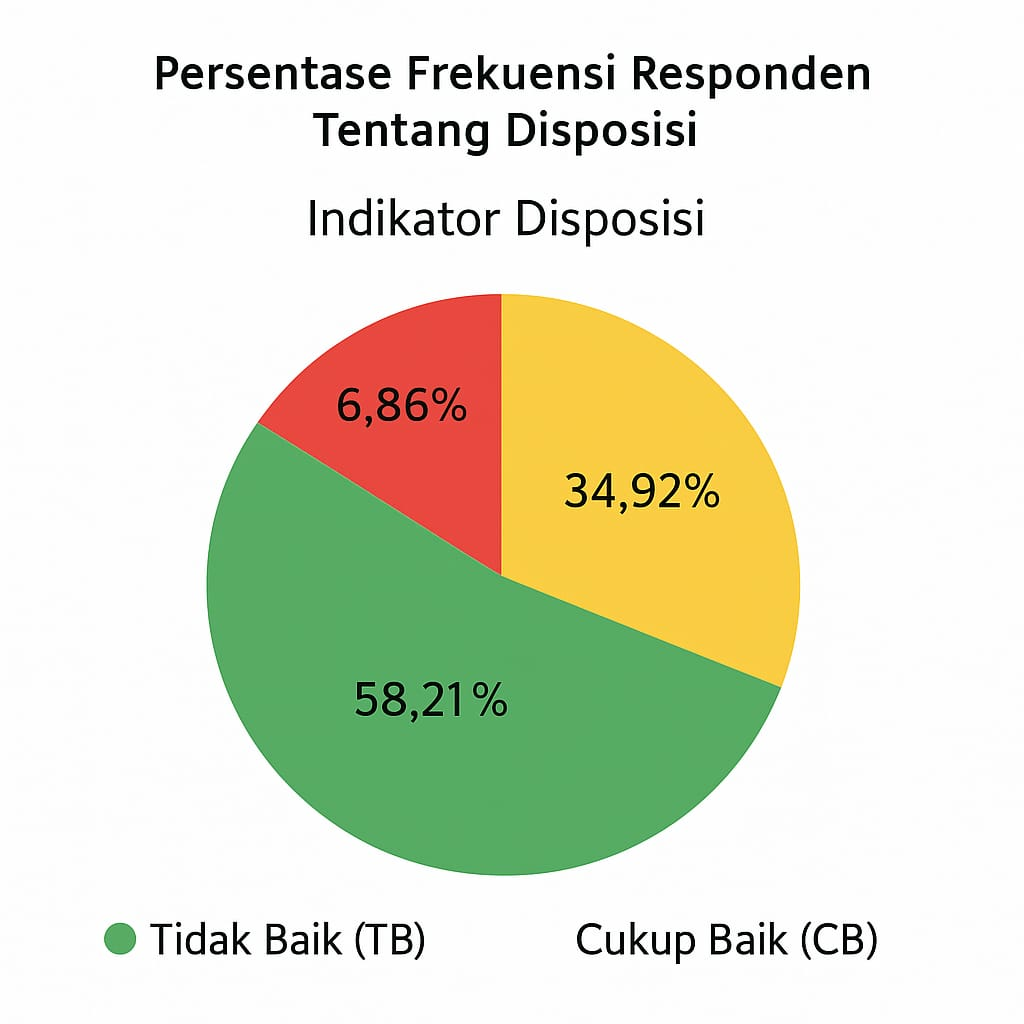 Persentase Frekuensi Responden
Tentang Disposisi
Indikator Disposisi
6,86%
34,92%
58,21%
Tidak Baik (TB)
Cukup Baik (CB)